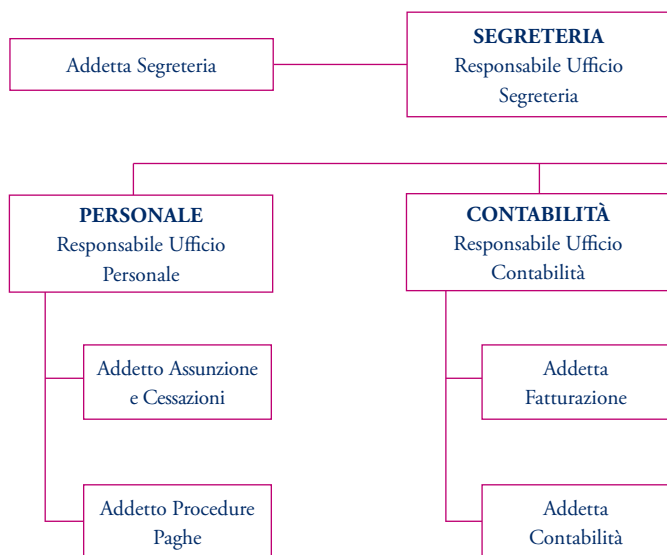 Addetta Segreteria
SEGRETERIA
Responsabile Ufficio
Segreteria
PERSONALE
Responsabile Ufficio
Personale
CONTABILITÀ
Responsabile Ufficio
Contabilità
Addetto Assunzione
e Cessazioni
Addetta
Fatturazione
Addetto Procedure
Paghe
Addetta
Contabilità